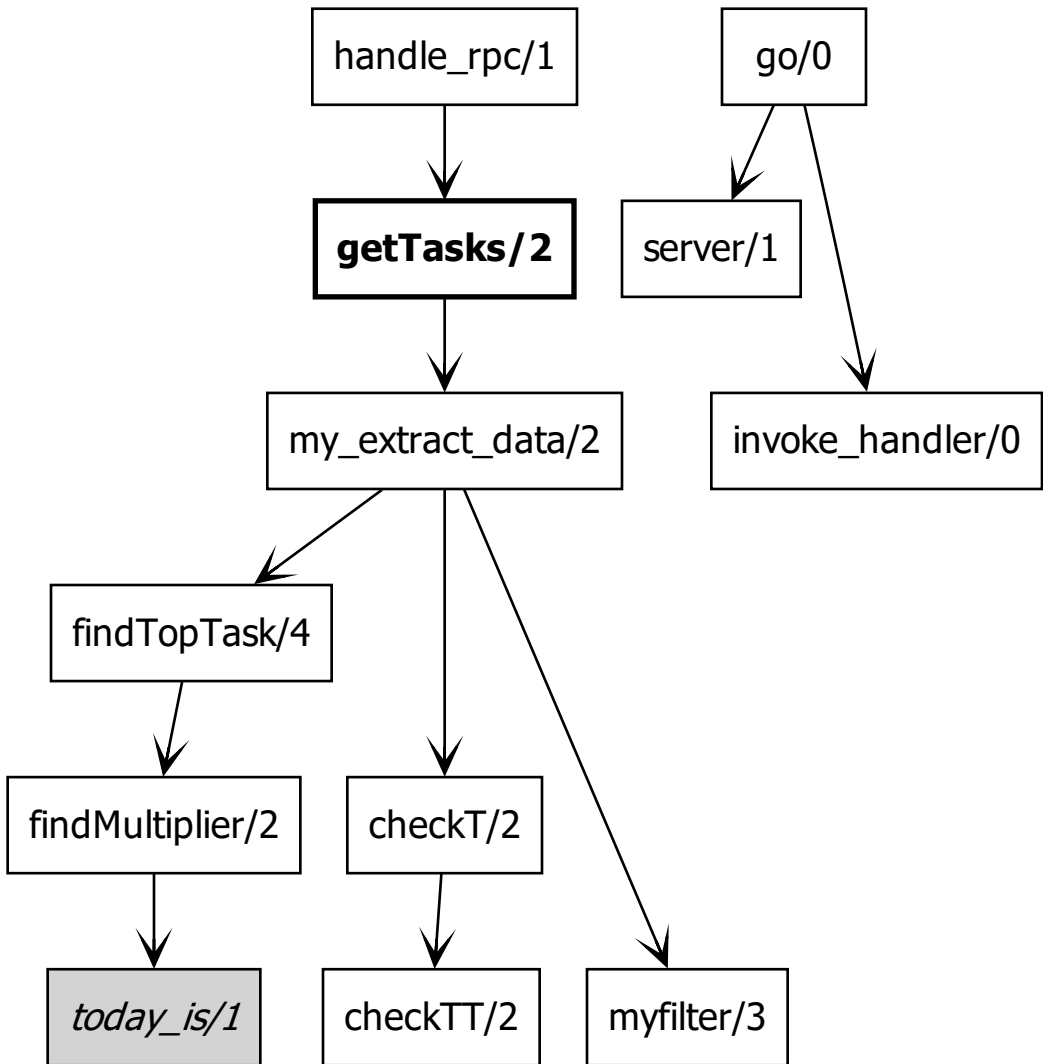 handle_rpc/1
go/0
getTasks/2
server/1
my_extract_data/2
invoke_handler/0
findTopTask/4
findMultiplier/2
checkT/2
today_is/1
checkTT/2
myfilter/3